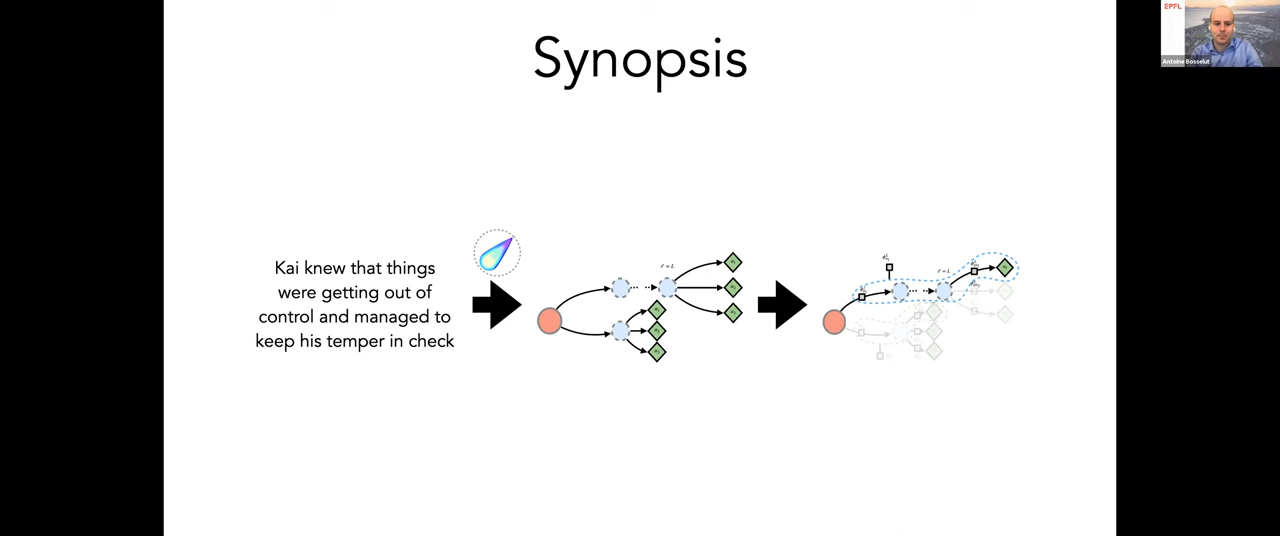 Synopsis
EPFL
Antoine Bosselut
Kai knew that things
were getting out of
control and managed to
keep his temper in check